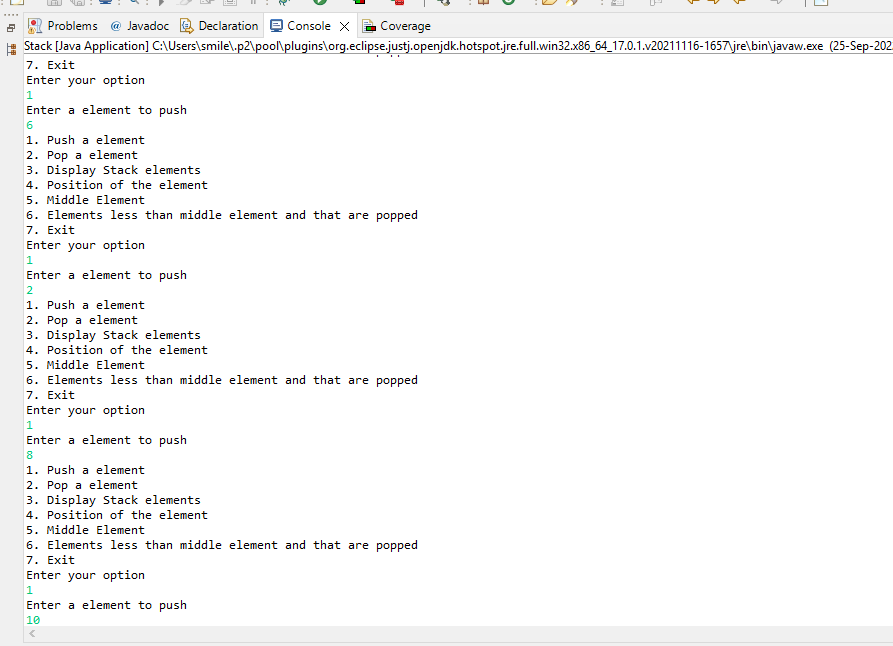 Problems @ Javadoc Declaration Console Coverage
Stack [Java Application] C:\Users\smile\.p2\pool\plugins\org.eclipse.justj.openjdk.hotspot.jre.full.win32.x86_64_17.0.1.v20211116-1657\jre\bin\javaw.exe (25-Sep-202
7. Exit
Enter your option
1
Enter a element to push
6
1. Push a element
2. Pop a element
3. Display Stack elements
4. Position of the element
5. Middle Element
6. Elements less than middle element and that are popped
7. Exit
Enter your option
1
Enter a element to push
2
1. Push a element
2. Pop a element
3. Display Stack elements
4. Position of the element
5. Middle Element
6. Elements less than middle element and that are popped
7. Exit
Enter your option
1
Enter a element to push
8
1. Push a element
2. Pop a element
3. Display Stack elements
4. Position of the element
5. Middle Element
6. Elements less than middle element and that are popped
7. Exit
Enter your option
1
Enter a element to push
10